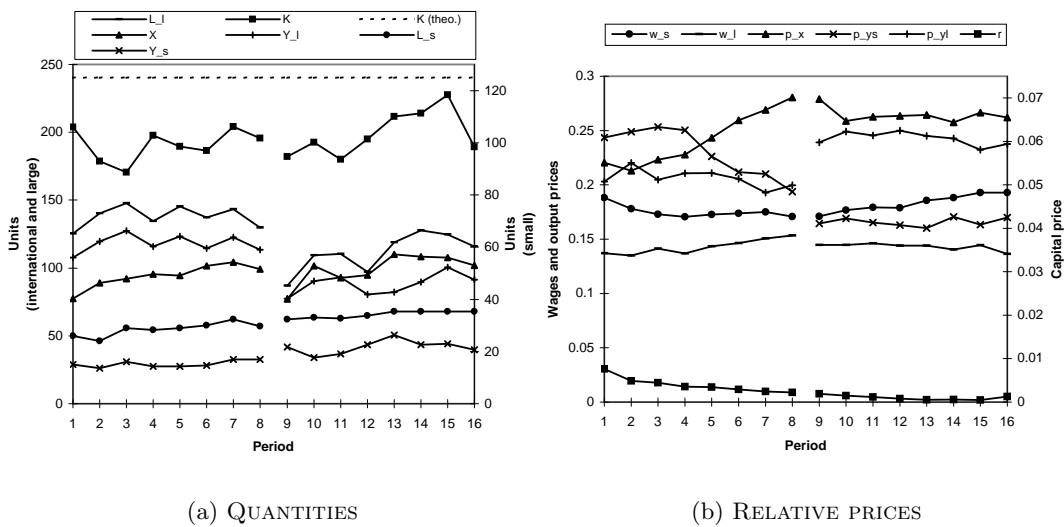 L_l K K (theo.)
X Y_l L_s
Y_s
250
200
150
100
50
0
120
100
80
60
40
20
0
1 2 3 4 5 6 7 8 9 10 11 12 13 14 15 16
Period
Units
(international and large)
Units
(small)
(a) Quantities
w_s w_l p_x p_ys p_yl r
0.3
0.25
0.2
0.15
0.1
0.05
0
0.07
0.06
0.05
0.04
0.03
0.02
0.01
0
1 2 3 4 5 6 7 8 9 10 11 12 13 14 15 16
Period
Wages and output prices
Capital price
(b) Relative prices